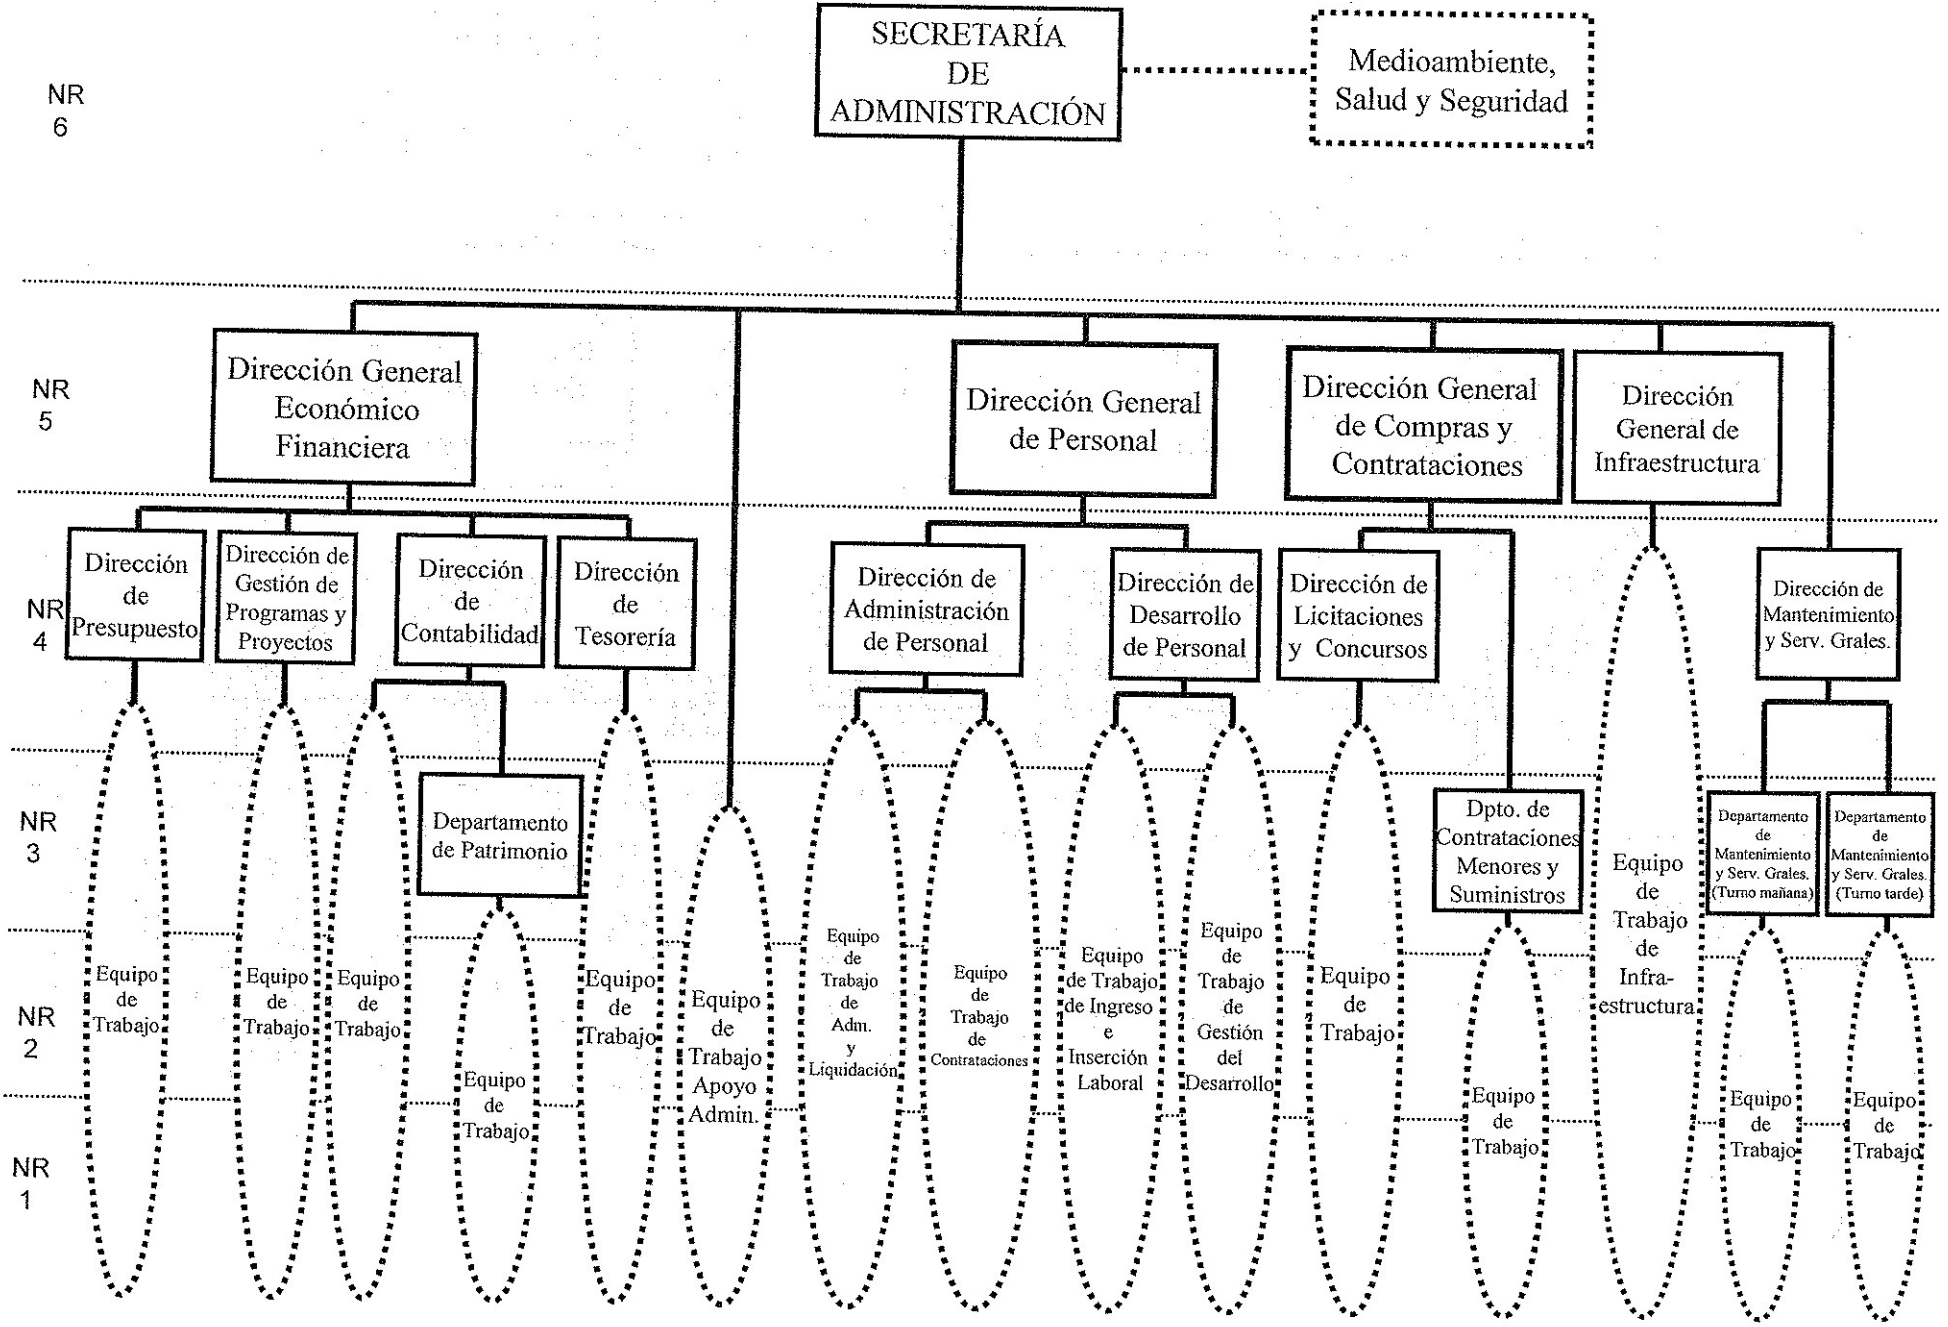 SECRETARÍA
DE
ADMINISTRACIÓN
Medioambiente,
Salud y Seguridad
NR
6
NR
5
Dirección General
Económico
Financiera
Dirección General
de Personal
Dirección General
de Compras y
Contrataciones
Dirección
General de
Infraestructura
NR
4
Dirección
de
Presupuesto
Dirección de
Gestión de
Programas y
Proyectos
Dirección
de
Contabilidad
Dirección
de
Tesorería
Dirección de
Administración
de Personal
Dirección de
Desarrollo
de Personal
Dirección de
Licitaciones
y Concursos
Dirección de
Mantenimiento
y Serv. Grales.
NR
3
Departamento
de Patrimonio
Dpto. de
Contrataciones
Menores y
Suministros
Departamento
de
Mantenimiento
y Serv. Grales.
(Turno mañana)
Departamento
de
Mantenimiento
y Serv. Grales.
(Turno tarde)
NR
2
Equipo
de
Trabajo
Equipo
de
Trabajo
Equipo
de
Trabajo
Equipo
de
Trabajo
Equipo
de
Trabajo
Equipo
de
Trabajo
Apoyo
Admin.
Equipo
de
Trabajo
de
Adm.
y
Liquidación
Equipo
de
Trabajo
de
Contrataciones
Equipo
de Trabajo
de Ingreso
e
Inserción
Laboral
Equipo
de
Trabajo
de
Gestión
del
Desarrollo
Equipo
de
Trabajo
Equipo
de
Trabajo
Equipo
de
Trabajo
de
Infra-
estructura
Equipo
de
Trabajo
Equipo
de
Trabajo
NR
1